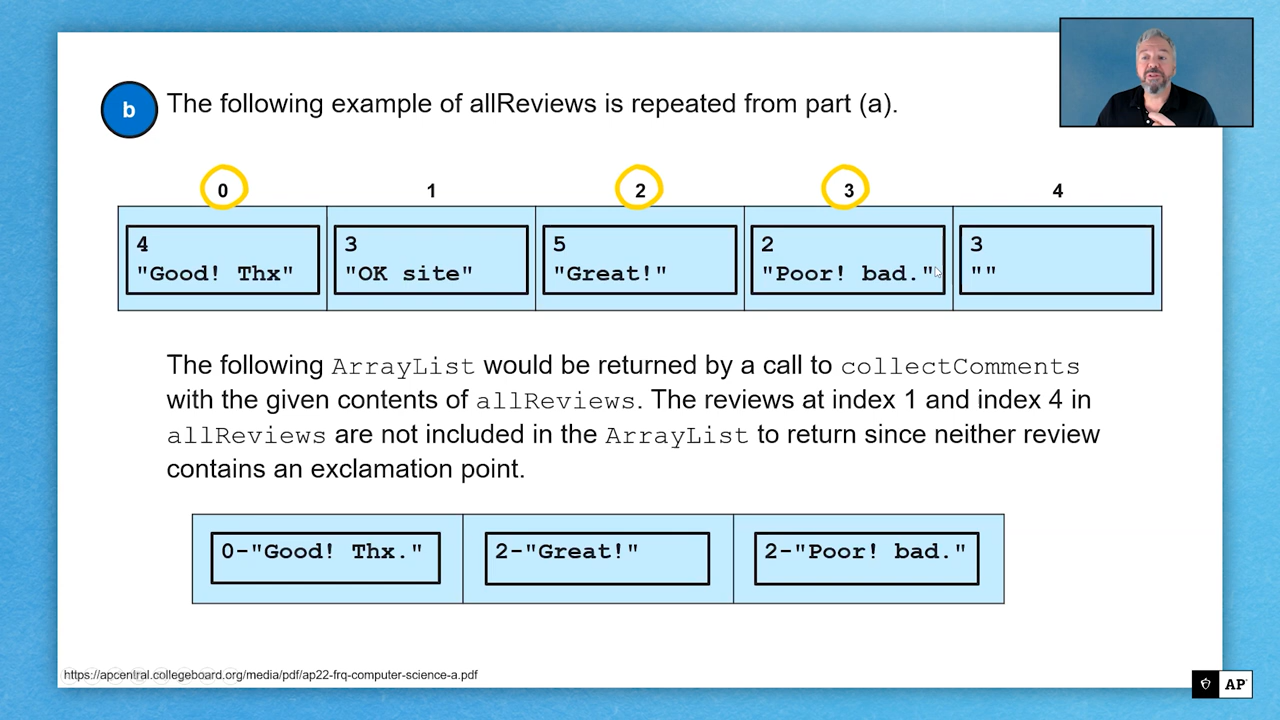 b The following example of allReviews is repeated from part (a).
0 1 2 3 4
4 3 5 2 3
"Good! Thx" "OK site" "Great!" "Poor! bad." ""
The following ArrayList would be returned by a call to collectComments
with the given contents of allReviews. The reviews at index 1 and index 4 in
allReviews are not included in the ArrayList to return since neither review
contains an exclamation point.
0-"Good! Thx." 2-"Great!" 2-"Poor! bad."
https://apcentral.collegeboard.org/media/pdf/ap22-frq-computer-science-a.pdf
AP